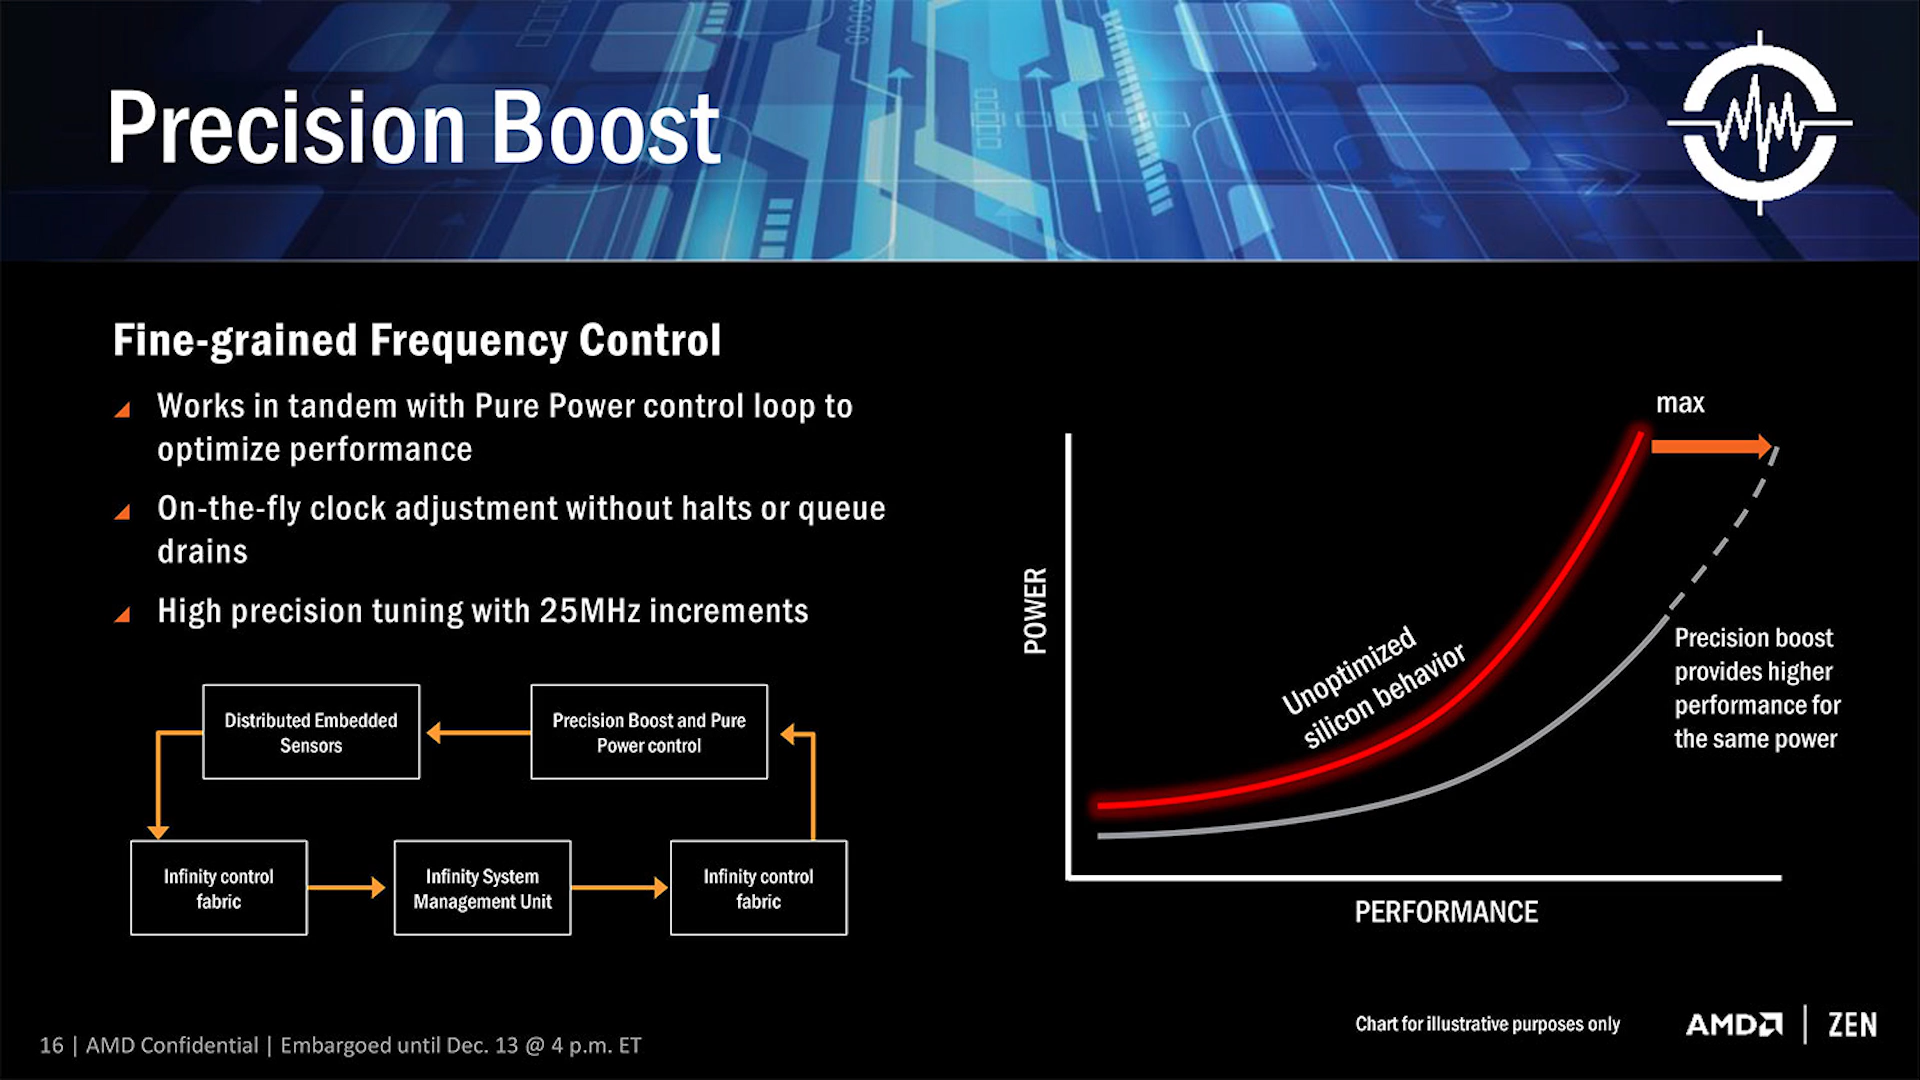 Precision Boost
Fine-grained Frequency Control
Works in tandem with Pure Power control loop to
optimize performance
On-the-fly clock adjustment without halts or queue
drains
High precision tuning with 25MHz increments
Distributed Embedded
Sensors
Precision Boost and Pure
Power control
Infinity control
fabric
Infinity System
Management Unit
Infinity control
fabric
max
POWER
Unoptimized
silicon behavior
Precision boost
provides higher
performance for
the same power
PERFORMANCE
Chart for illustrative purposes only
AMD | ZEN
16 | AMD Confidential | Embargoed until Dec. 13 @ 4 p.m. ET